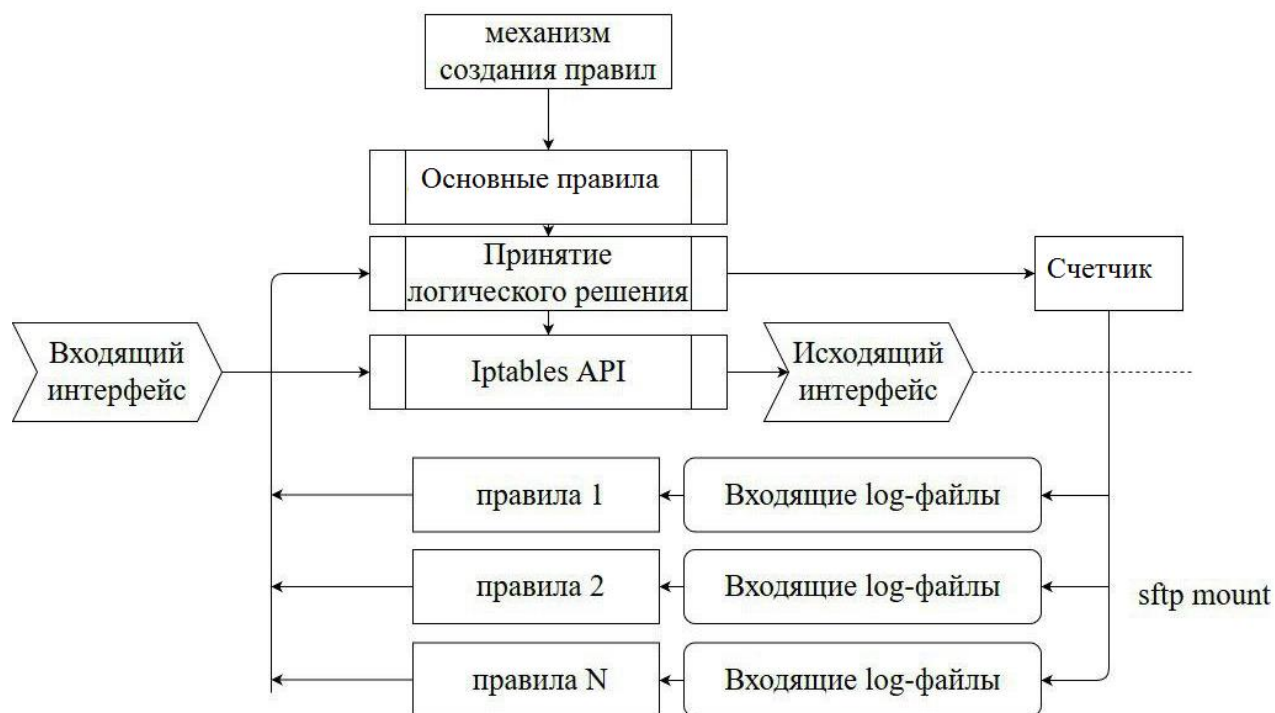 механизм
создания правил
Основные правила
Принятие
логического решения
Счетчик
Входящий
интерфейс
Iptables API
Исходящий
интерфейс
правила 1
Входящие log-файлы
правила 2
Входящие log-файлы
sftp mount
правила N
Входящие log-файлы